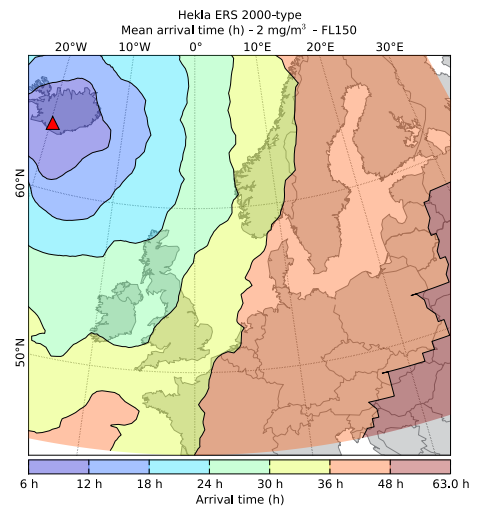 Hekla ERS 2000-type
Mean arrival time (h) - 2 mg/m³ - FL150
20°W 10°W 0° 10°E 20°E 30°E
60°N
50°N
6 h 12 h 18 h 24 h 30 h 36 h 48 h 63.0 h
Arrival time (h)